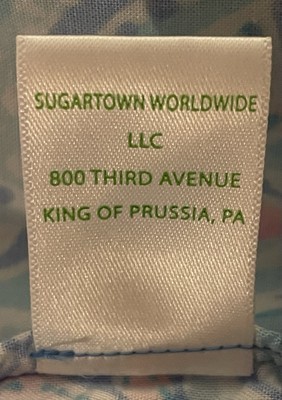 SUGARTOWN WORLDWIDE
LLC
800 THIRD AVENUE
KING OF PRUSSIA, PA